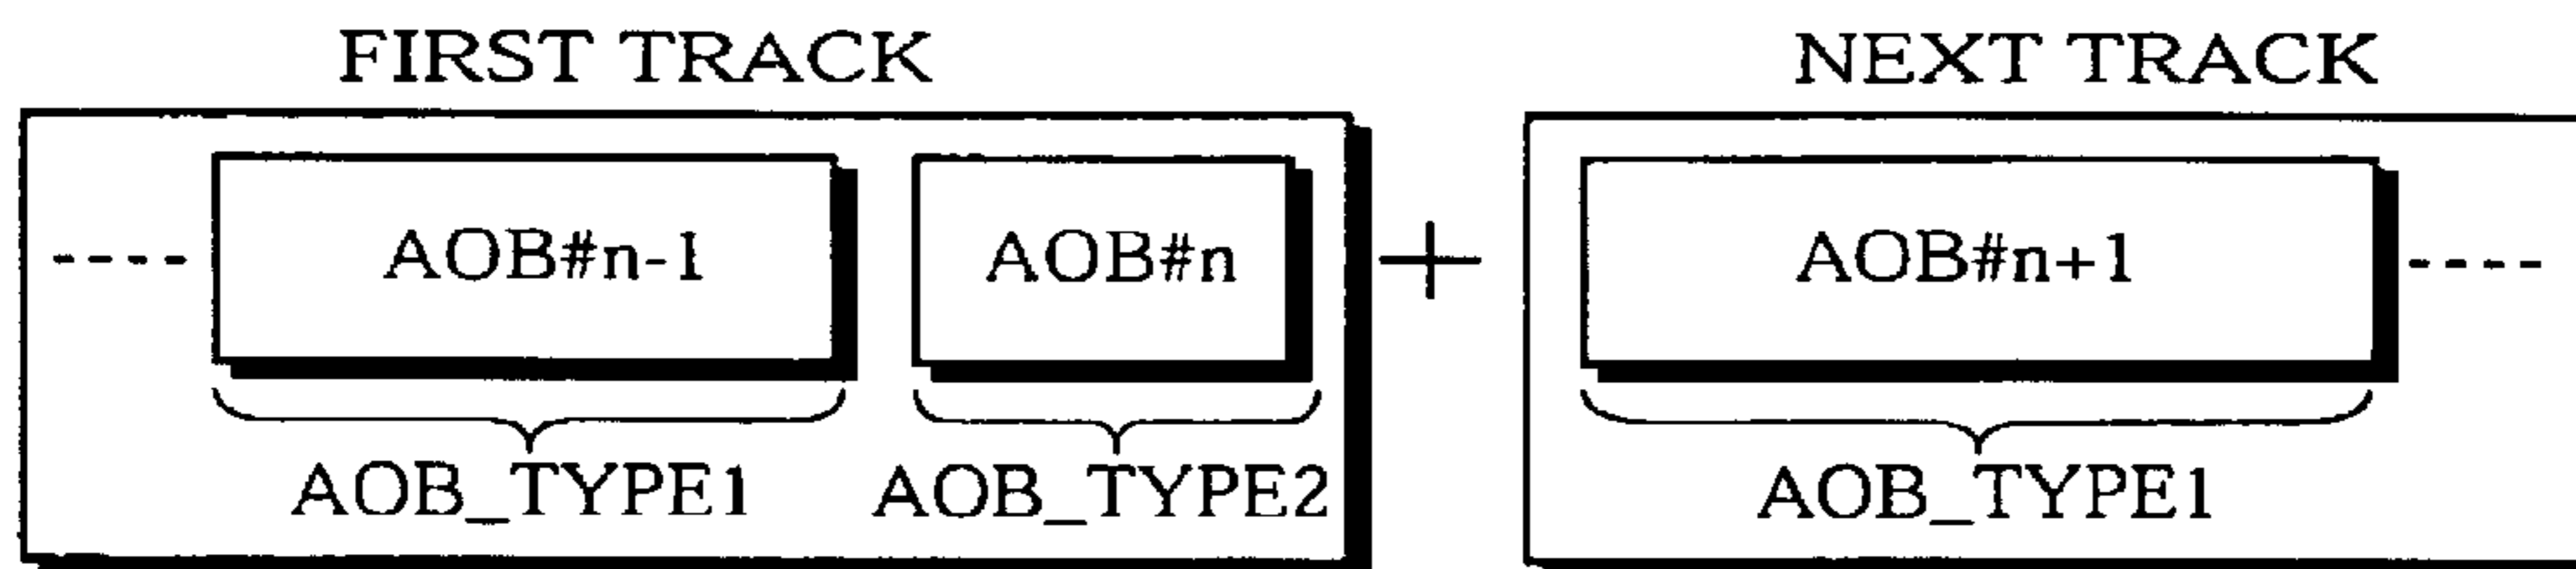 FIRST TRACK NEXT TRACK
---- AOB#n-1 AOB#n + AOB#n+1 ----
AOB_TYPE1 AOB_TYPE2 AOB_TYPE1